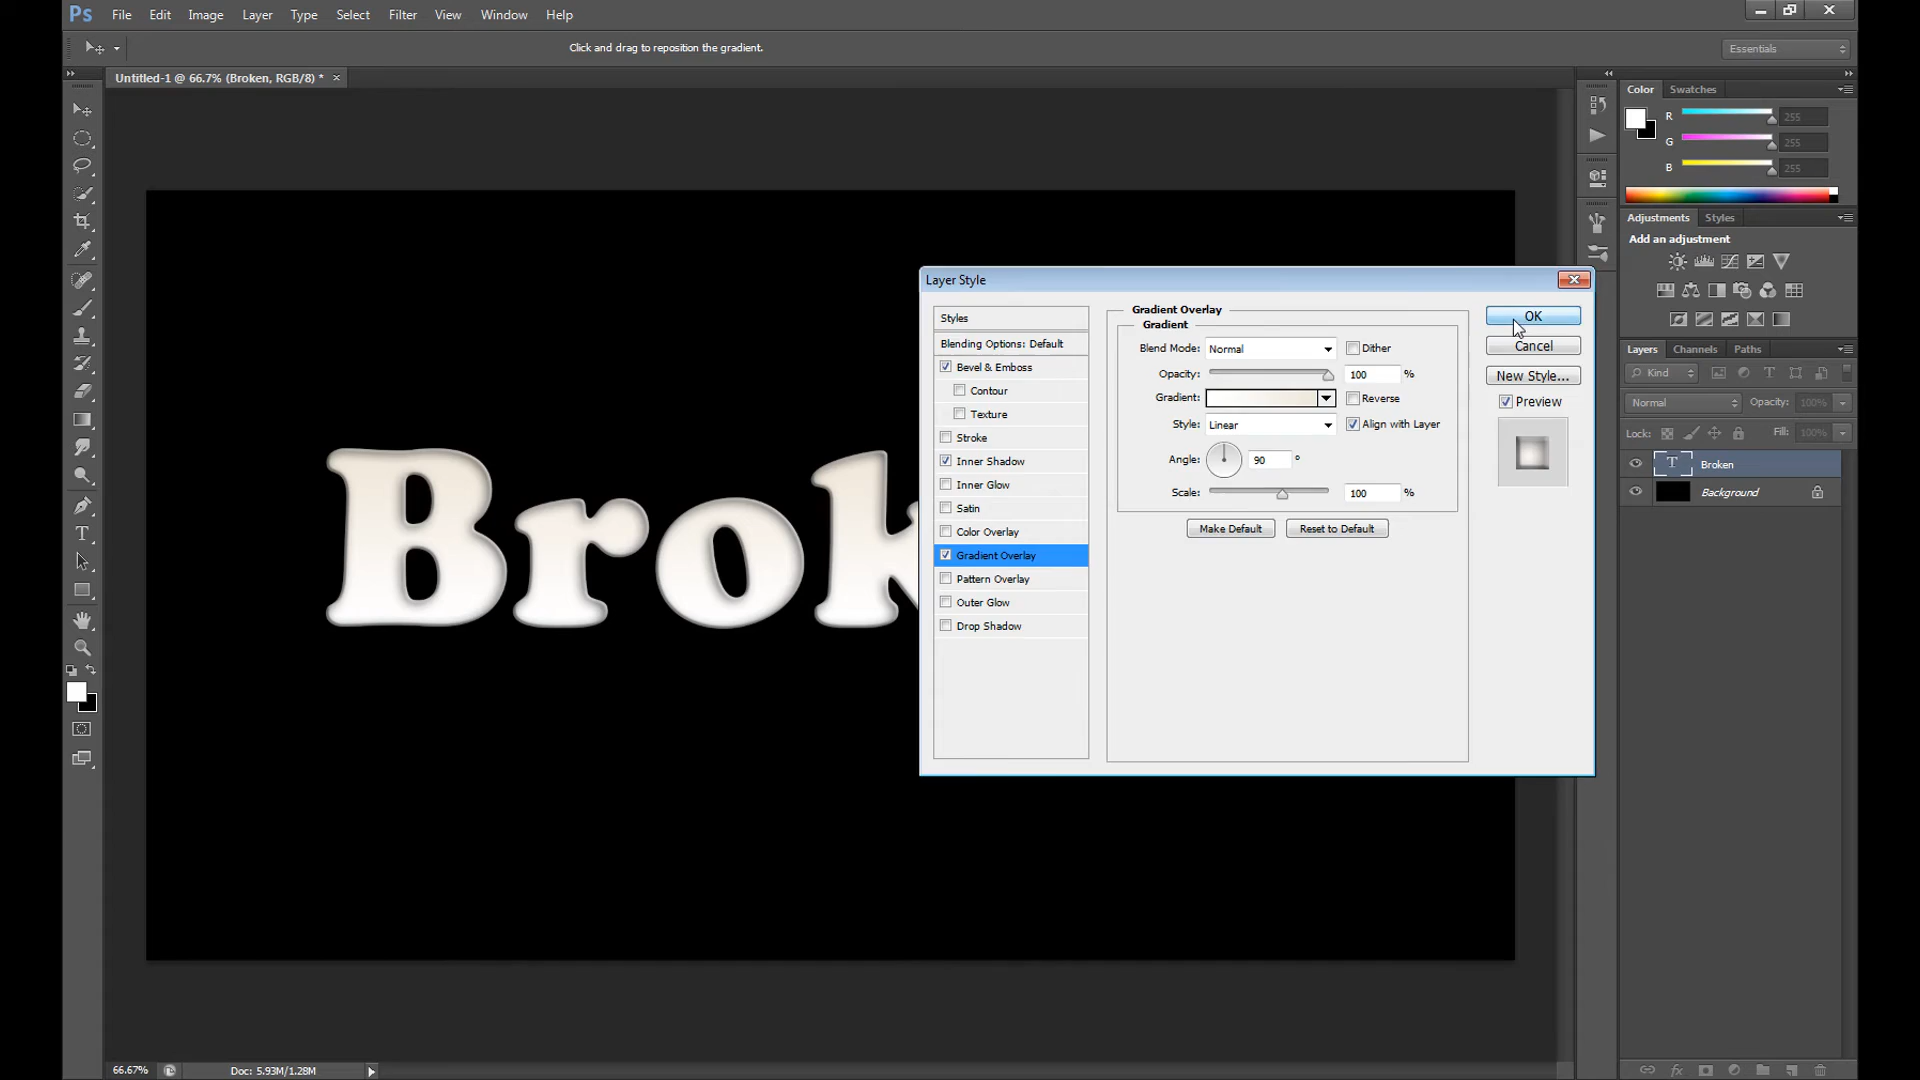 Ps File Edit Image Layer Type Select Filter View Window Help
Click and drag to reposition the gradient.
Essentials
Untitled-1 @ 66.7% (Broken, RGB/8) *
Color Swatches
R 255
G 255
B 255
Adjustments Styles
Add an adjustment
Layers Channels Paths
Kind
Normal Opacity: 100%
Lock: Fill: 100%
T Broken
Background
Brok
Layer Style
Styles
Blending Options: Default
Bevel & Emboss
Contour
Texture
Stroke
Inner Shadow
Inner Glow
Satin
Color Overlay
Gradient Overlay
Pattern Overlay
Outer Glow
Drop Shadow
Gradient Overlay
Gradient
Blend Mode: Normal Dither
Opacity: 100 %
Gradient: Reverse
Style: Linear Align with Layer
Angle: 90 °
Scale: 100 %
Make Default Reset to Default
OK
Cancel
New Style...
Preview
66.67% Doc: 5.93M/1.28M